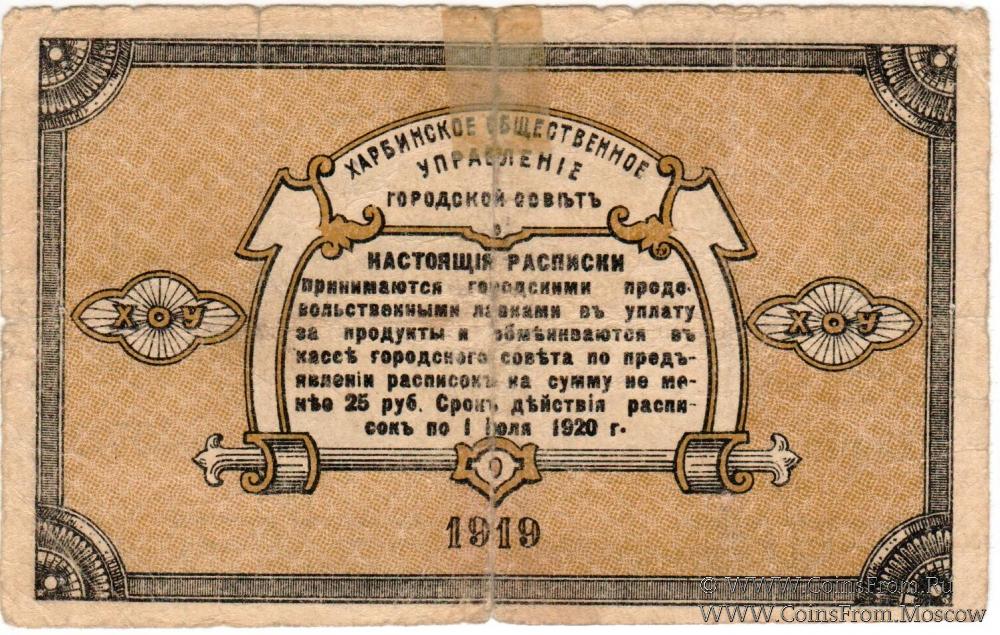 ХАРБИНСКОЕ ОБЩЕСТВЕННОЕ
УПРАВЛЕНІЕ
ГОРОДСКОЙ СОВѢТЪ
НАСТОЯЩІЯ РАСПИСКИ
принимаются городскими продо-
вольственными лавками въ уплату
за продукты и обмѣниваются въ
кассѣ городского совѣта по предъ-
явленіи расписокъ на сумму не ме-
нѣе 25 руб. Срокъ дѣйствія распи-
сокъ по 1 Іюля 1920 г.
ХОУ
ХОУ
1919
© WWW.CoinsFrom.Ru
WWW.CoinsFrom.Moscow